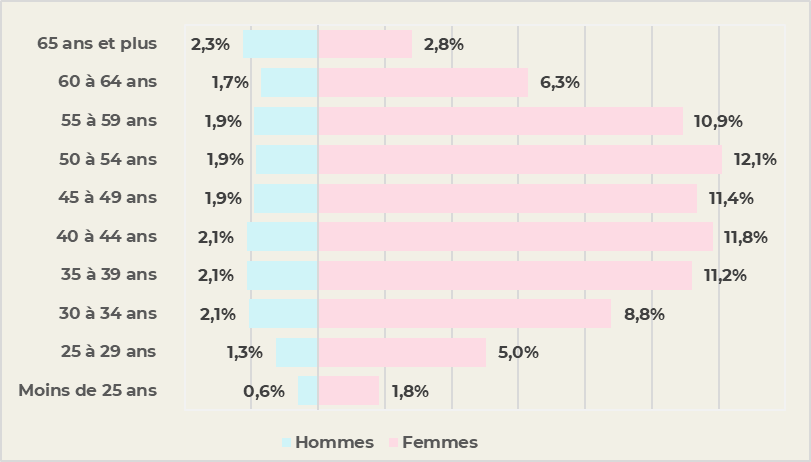 65 ans et plus 2,3% 2,8%
60 à 64 ans 1,7% 6,3%
55 à 59 ans 1,9% 10,9%
50 à 54 ans 1,9% 12,1%
45 à 49 ans 1,9% 11,4%
40 à 44 ans 2,1% 11,8%
35 à 39 ans 2,1% 11,2%
30 à 34 ans 2,1% 8,8%
25 à 29 ans 1,3% 5,0%
Moins de 25 ans 0,6% 1,8%
Hommes Femmes